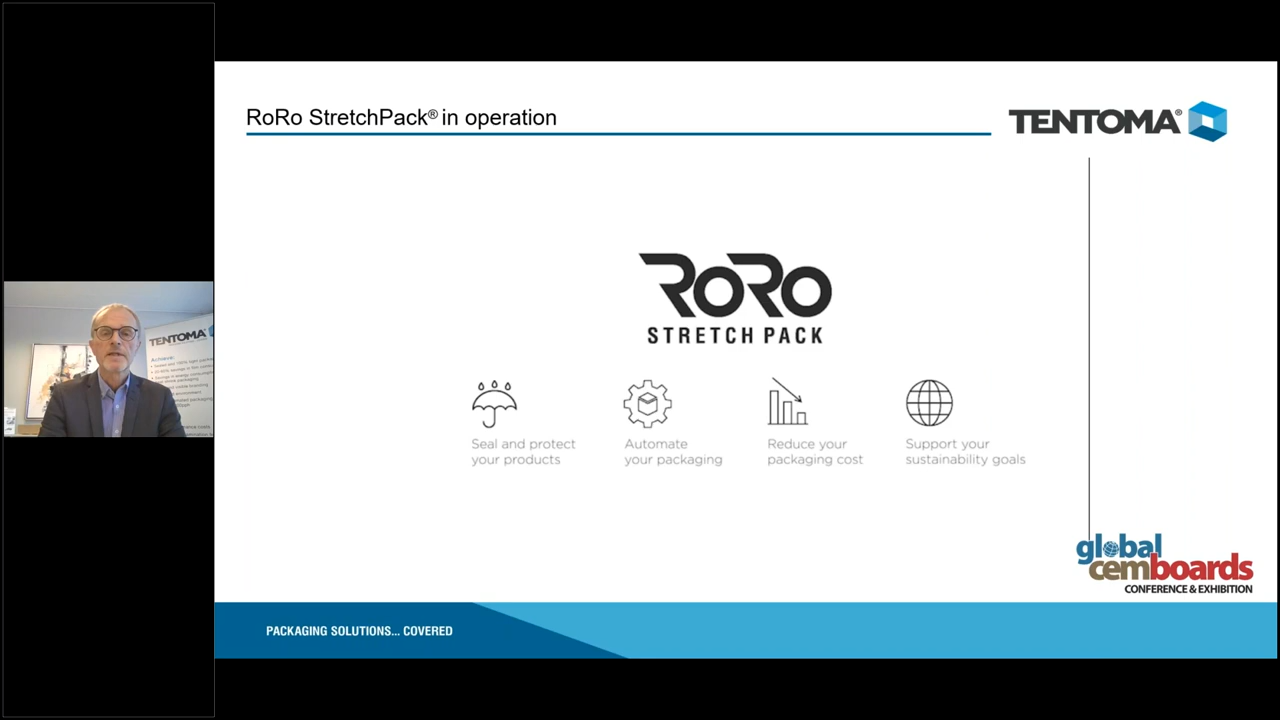 RoRo StretchPack® in operation
TENTOMA®
RoRo
STRETCH PACK
Seal and protect
your products
Automate
your packaging
Reduce your
packaging cost
Support your
sustainability goals
global
cemboards
CONFERENCE & EXHIBITION
PACKAGING SOLUTIONS... COVERED
TENTOMA
Achieve: